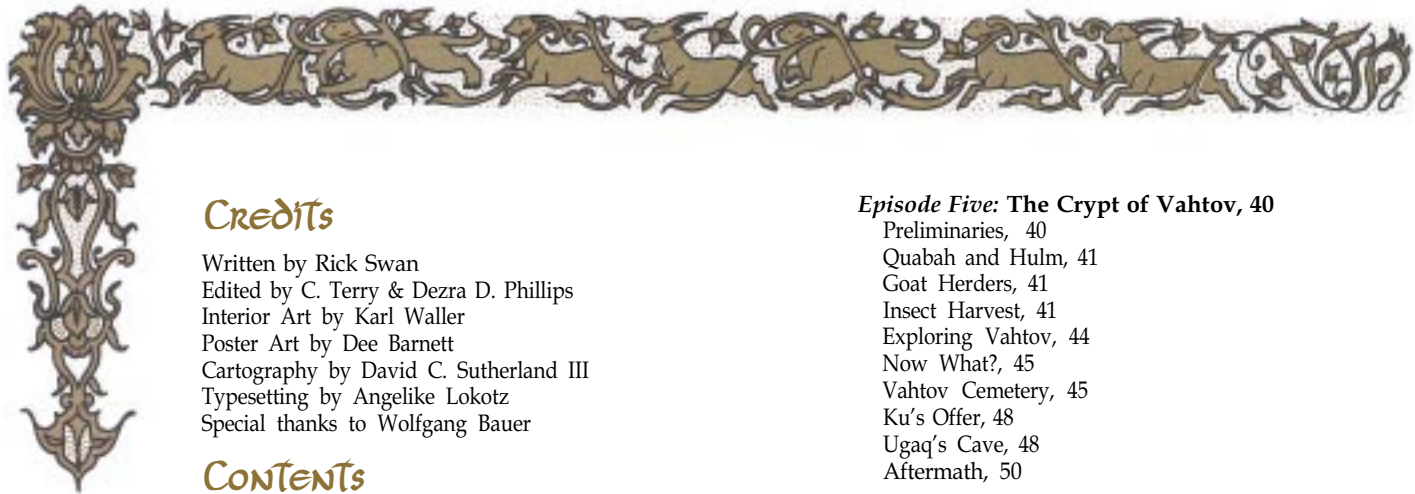 Credits
Written by Rick Swan
Edited by C. Terry & Dezra D. Phillips
Interior Art by Karl Waller
Poster Art by Dee Barnett
Cartography by David C. Sutherland III
Typesetting by Angelike Lokotz
Special thanks to Wolfgang Bauer
Contents
Episode Five: The Crypt of Vahtov, 40
Preliminaries, 40
Quabah and Hulm, 41
Goat Herders, 41
Insect Harvest, 41
Exploring Vahtov, 44
Now What?, 45
Vahtov Cemetery, 45
Ku's Offer, 48
Ugaq's Cave, 48
Aftermath, 50